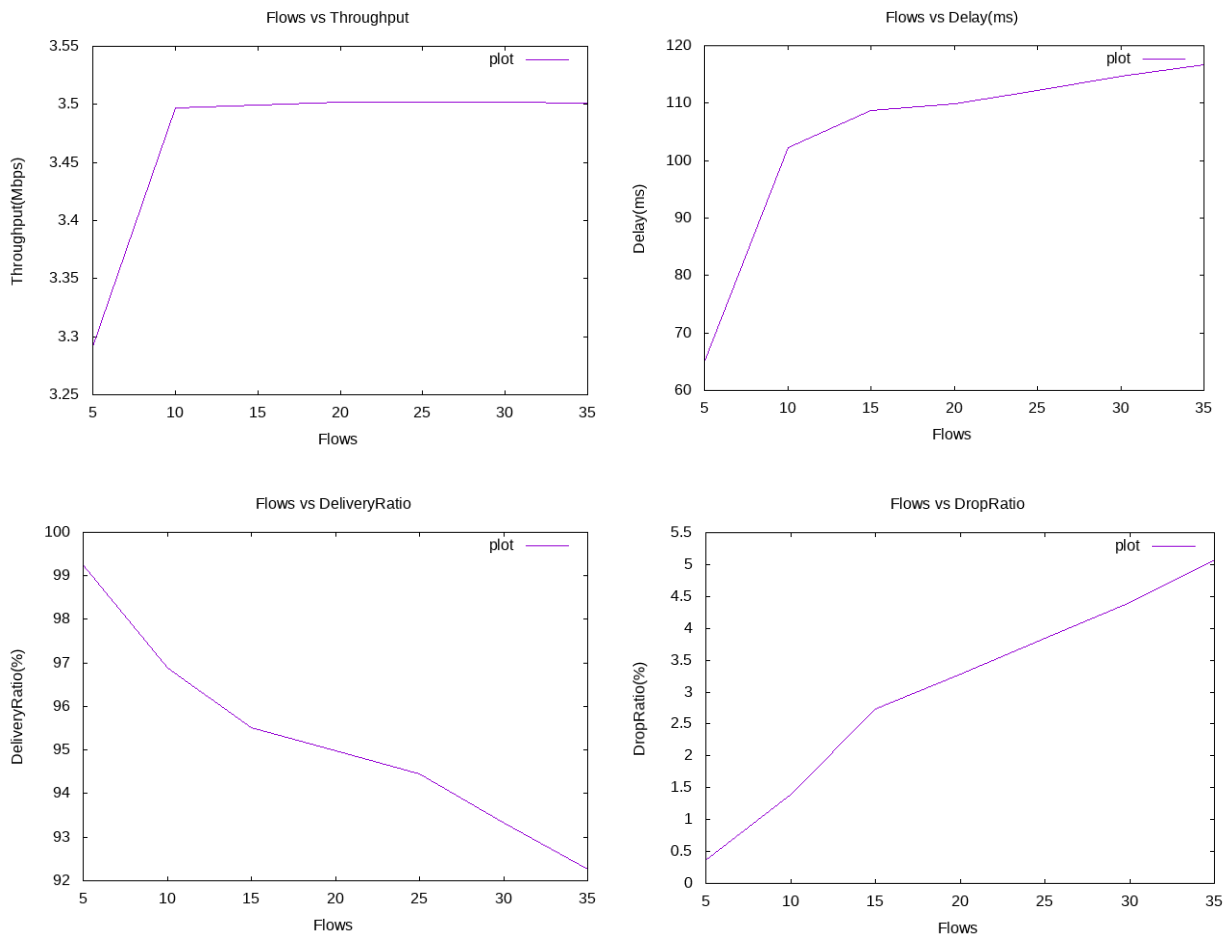 Flows vs Throughput
plot
3.55
3.5
3.45
3.4
3.35
3.3
3.25
Throughput(Mbps)
5 10 15 20 25 30 35
Flows
Flows vs Delay(ms)
plot
120
110
100
90
80
70
60
Delay(ms)
5 10 15 20 25 30 35
Flows
Flows vs DeliveryRatio
plot
100
99
98
97
96
95
94
93
92
DeliveryRatio(%)
5 10 15 20 25 30 35
Flows
Flows vs DropRatio
plot
5.5
5
4.5
4
3.5
3
2.5
2
1.5
1
0.5
0
DropRatio(%)
5 10 15 20 25 30 35
Flows